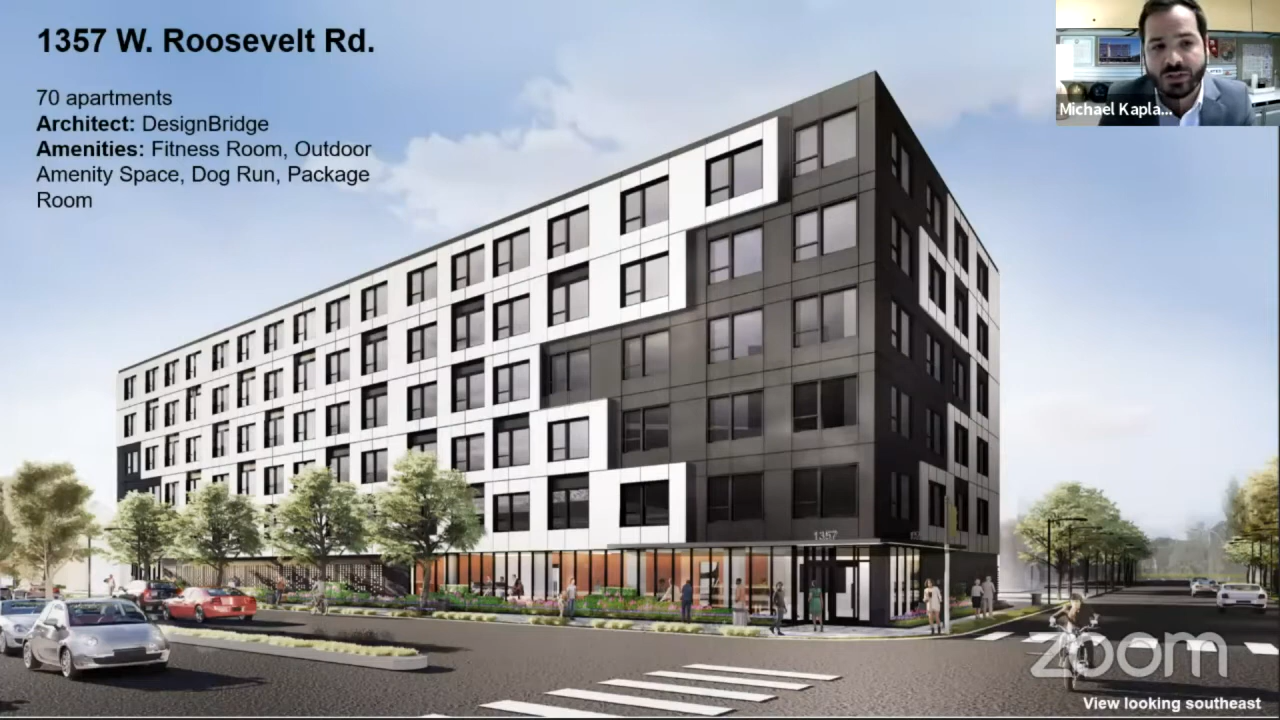 1357 W. Roosevelt Rd.
70 apartments
Architect: DesignBridge
Amenities: Fitness Room, Outdoor
Amenity Space, Dog Run, Package
Room
Michael Kapla...
1357
zoom
View looking southeast